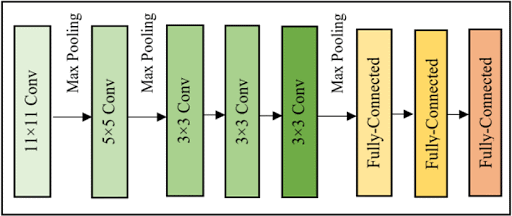 11×11 Conv
Max Pooling
5×5 Conv
Max Pooling
3×3 Conv
3×3 Conv
3×3 Conv
Max Pooling
Fully-Connected
Fully-Connected
Fully-Connected